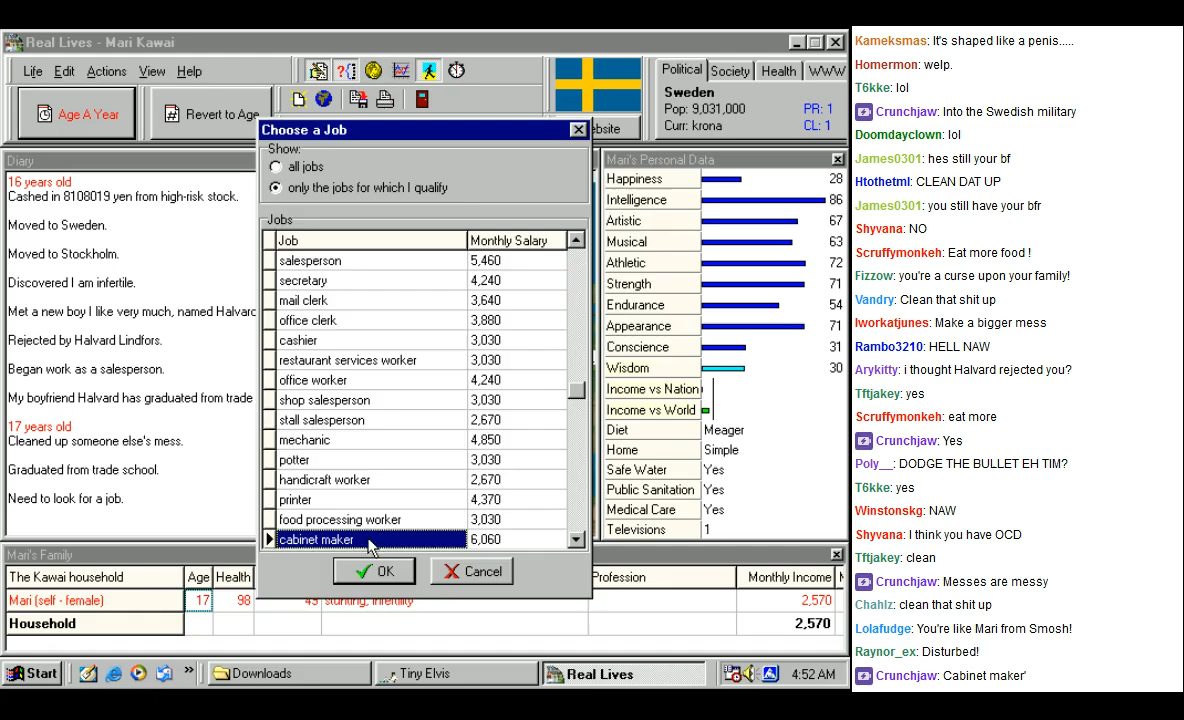 Real Lives - Mari Kawai
Life Edit Actions View Help
Age A Year
Revert to Age
ebsite
Political Society Health WWW
Sweden
Pop: 9,031,000 PR: 1
Curr: krona CL: 1
Diary
16 years old
Cashed in 8108019 yen from high-risk stock.
Moved to Sweden.
Moved to Stockholm.
Discovered I am infertile.
Met a new boy I like very much, named Halvard
Rejected by Halvard Lindfors.
Began work as a salesperson.
My boyfriend Halvard has graduated from trade
17 years old
Cleaned up someone else's mess.
Graduated from trade school.
Need to look for a job.
Choose a Job
Show:
all jobs
only the jobs for which I qualify
Jobs
Job Monthly Salary
salesperson 5,460
secretary 4,240
mail clerk 3,640
office clerk 3,880
cashier 3,030
restaurant services worker 3,030
office worker 4,240
shop salesperson 3,030
stall salesperson 2,670
mechanic 4,850
potter 3,030
handicraft worker 2,670
printer 4,370
food processing worker 3,030
cabinet maker 6,060
OK Cancel
Mari's Personal Data
Happiness 28
Intelligence 86
Artistic 67
Musical 63
Athletic 72
Strength 71
Endurance 54
Appearance 71
Conscience 31
Wisdom 30
Income vs Nation
Income vs World
Diet Meager
Home Simple
Safe Water Yes
Public Sanitation Yes
Medical Care Yes
Televisions 1
Mari's Family
The Kawai household Age Health Profession Monthly Income
Mari (self - female) 17 98 stunting, infertility 2,570
Household 2,570
Start » Downloads Tiny Elvis Real Lives 4:52 AM
Kameksmas: It's shaped like a penis.....
Homermon: welp.
T6kke: lol
Crunchjaw: Into the Swedish military
Doomdayclown: lol
James0301: hes still your bf
Htothetml: CLEAN DAT UP
James0301: you still have your bfr
Shyvana: NO
Scruffymonkeh: Eat more food !
Fizzow: you're a curse upon your family!
Vandry: Clean that shit up
Iworkatjunes: Make a bigger mess
Rambo3210: HELL NAW
Arykitty: i thought Halvard rejected you?
Tftjakey: yes
Scruffymonkeh: eat more
Crunchjaw: Yes
Poly__: DODGE THE BULLET EH TIM?
T6kke: yes
Winstonskg: NAW
Shyvana: I think you have OCD
Tftjakey: clean
Crunchjaw: Messes are messy
Chahlz: clean that shit up
Lolafudge: You're like Mari from Smosh!
Raynor_ex: Disturbed!
Crunchjaw: Cabinet maker'